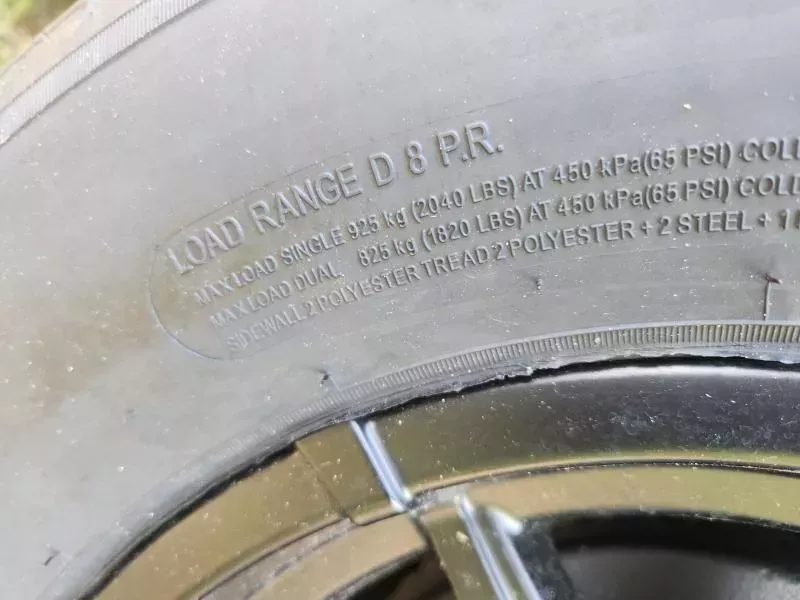 LOAD RANGE D 8 P.R.
MAX LOAD SINGLE 925 kg (2040 LBS) AT 450 kPa(65 PSI) COLD
MAX LOAD DUAL 825 kg (1820 LBS) AT 450 kPa(65 PSI) COLD
SIDEWALL 2 POLYESTER TREAD 2 POLYESTER + 2 STEEL + 1